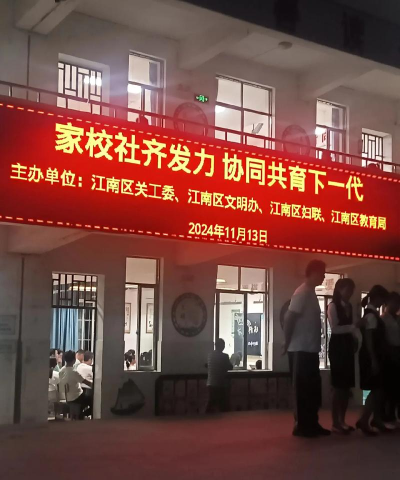 家校社齐发力 协同共育下一代
主办单位：江南区关工委、江南区文明办、江南区妇联、江南区教育局
2024年11月13日